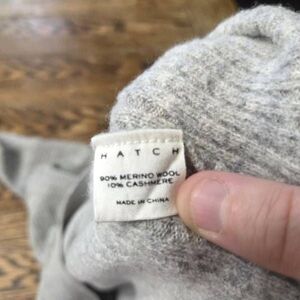 HATCH
90% MERINO WOOL
10% CASHMERE
MADE IN CHINA